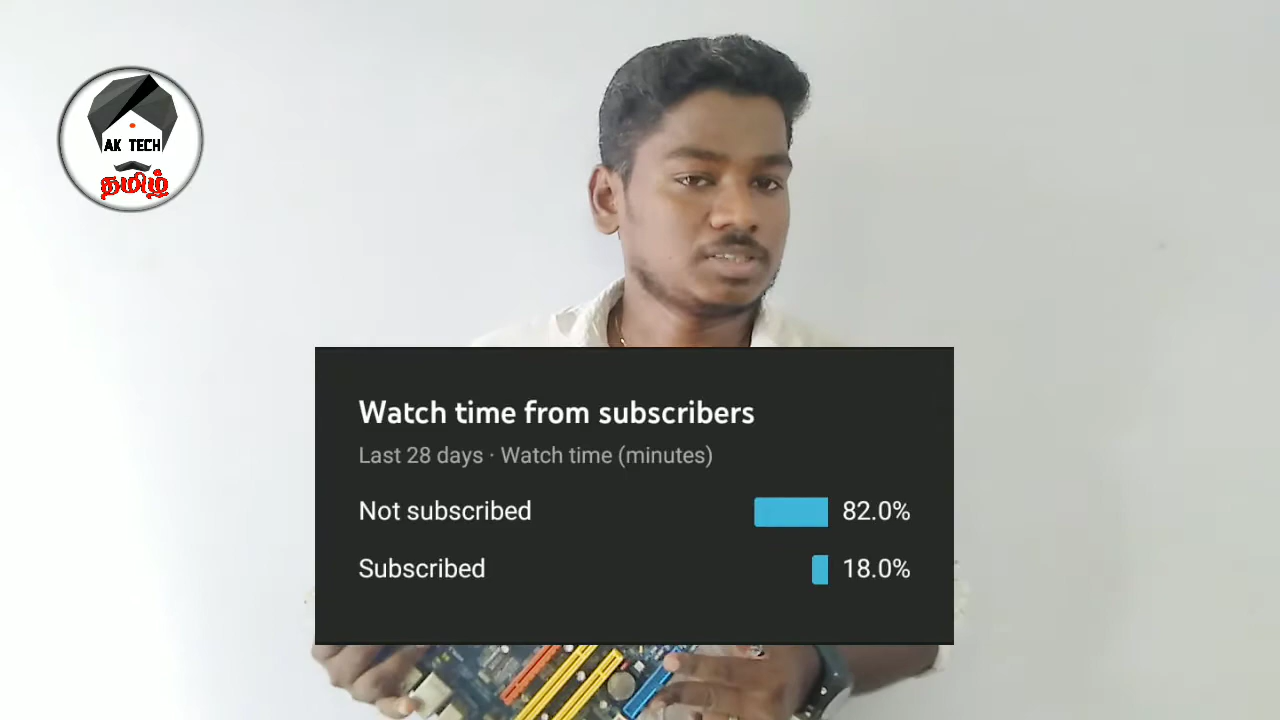 AK TECH
தமிழ்
Watch time from subscribers
Last 28 days · Watch time (minutes)
Not subscribed 82.0%
Subscribed 18.0%